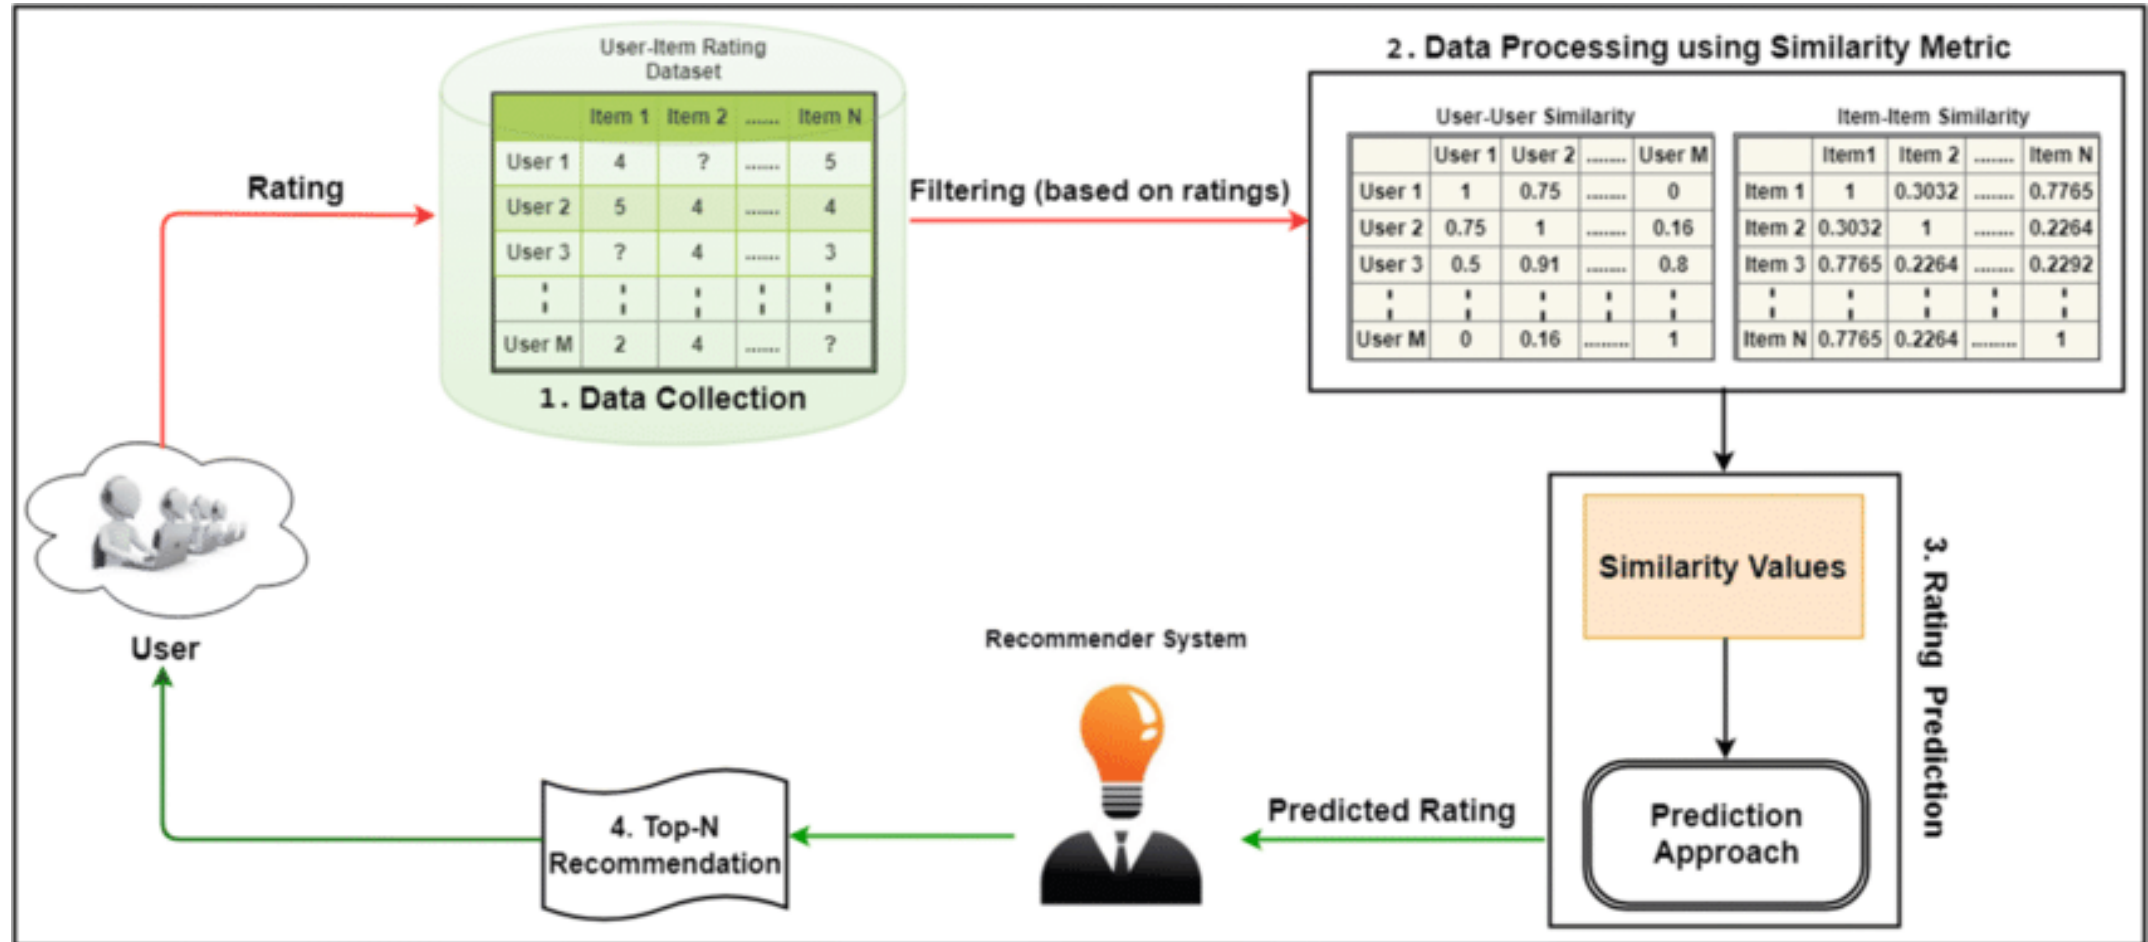 User-Item Rating
Dataset
Item 1 Item 2 ...... Item N
User 1 4 ? ...... 5
User 2 5 4 ...... 4
User 3 ? 4 ...... 3
User M 2 4 ...... ?
1. Data Collection
Rating
Filtering (based on ratings)
2. Data Processing using Similarity Metric
User-User Similarity
User 1 User 2 ........ User M
User 1 1 0.75 ........ 0
User 2 0.75 1 ........ 0.16
User 3 0.5 0.91 ........ 0.8
User M 0 0.16 ......... 1
Item-Item Similarity
Item1 Item 2 ........ Item N
Item 1 1 0.3032 ........ 0.7765
Item 2 0.3032 1 ........ 0.2264
Item 3 0.7765 0.2264 ........ 0.2292
Item N 0.7765 0.2264 ......... 1
Similarity Values
Prediction
Approach
3. Rating Prediction
Predicted Rating
Recommender System
4. Top-N
Recommendation
User